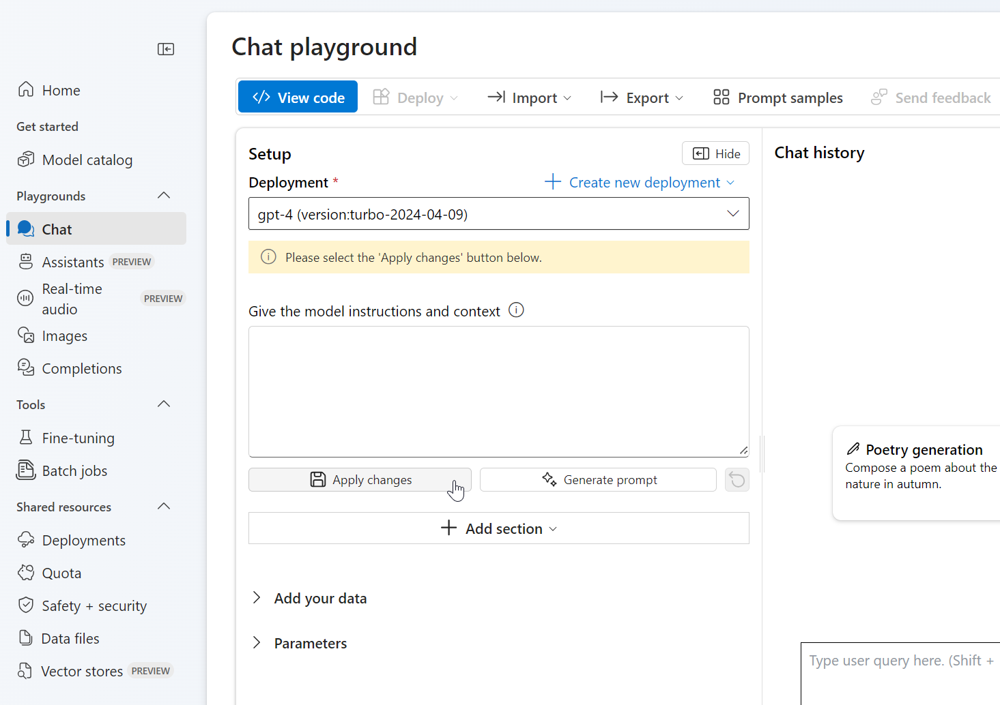 Chat playground
Home
Get started
Model catalog
Playgrounds
Chat
Assistants PREVIEW
Real-time audio PREVIEW
Images
Completions
Tools
Fine-tuning
Batch jobs
Shared resources
Deployments
Quota
Safety + security
Data files
Vector stores PREVIEW
</> View code
Deploy
Import
Export
Prompt samples
Send feedback
Setup
Hide
Deployment *
Create new deployment
gpt-4 (version:turbo-2024-04-09)
Please select the 'Apply changes' button below.
Give the model instructions and context
Apply changes
Generate prompt
Add section
Add your data
Parameters
Chat history
Poetry generation
Compose a poem about the
nature in autumn.
Type user query here. (Shift +